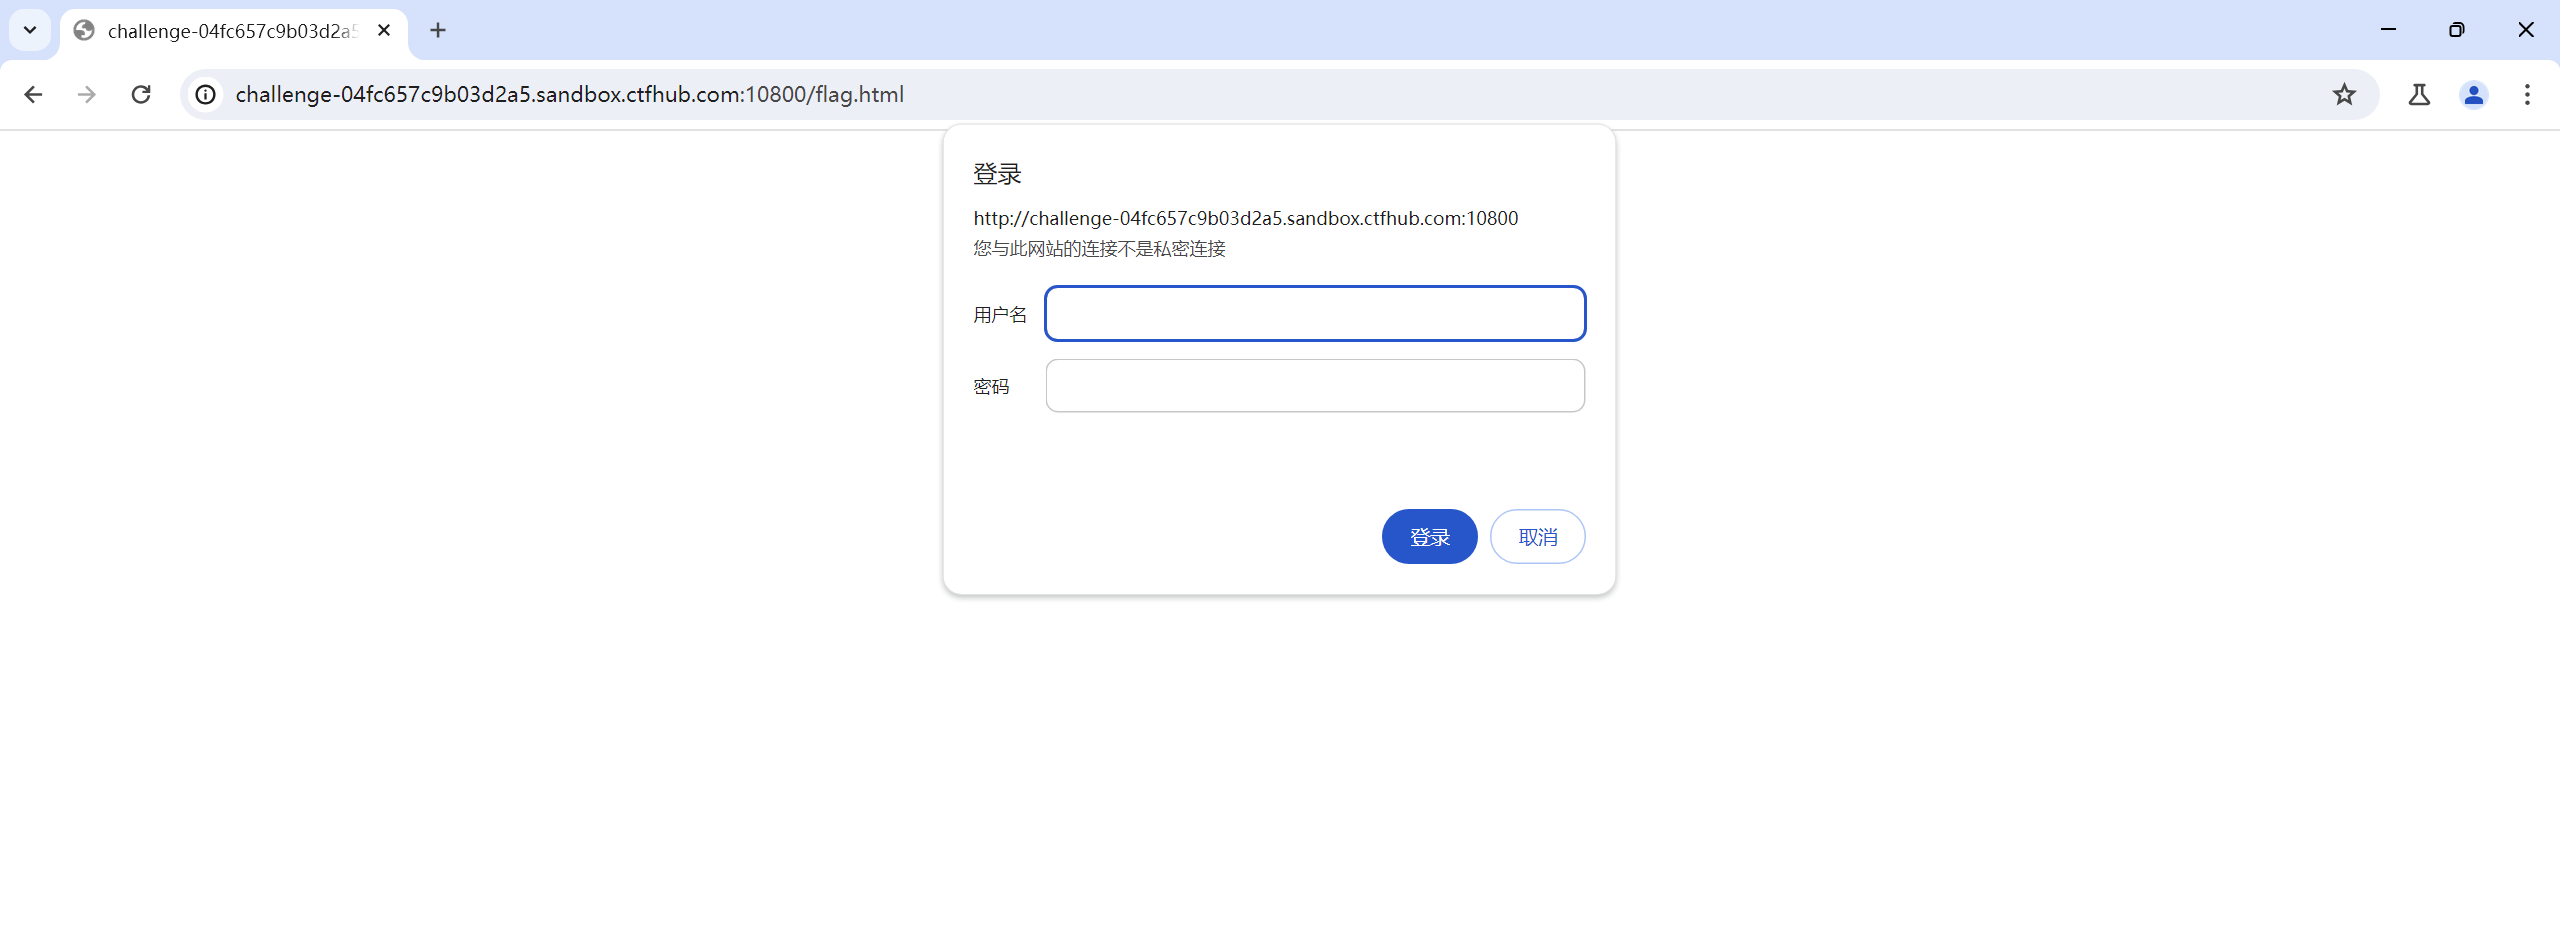 challenge-04fc657c9b03d2a5
challenge-04fc657c9b03d2a5.sandbox.ctfhub.com:10800/flag.html
登录
http://challenge-04fc657c9b03d2a5.sandbox.ctfhub.com:10800
您与此网站的连接不是私密连接
用户名
密码
登录 取消